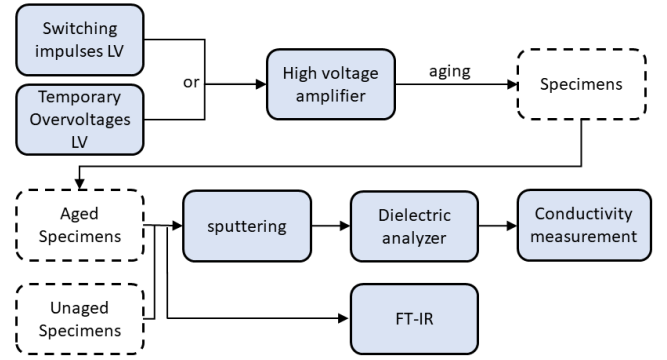 Switching
impulses LV
or
Temporary
Overvoltages
LV
High voltage
amplifier
aging
Specimens
Aged
Specimens
sputtering
Dielectric
analyzer
Conductivity
measurement
Unaged
Specimens
FT-IR